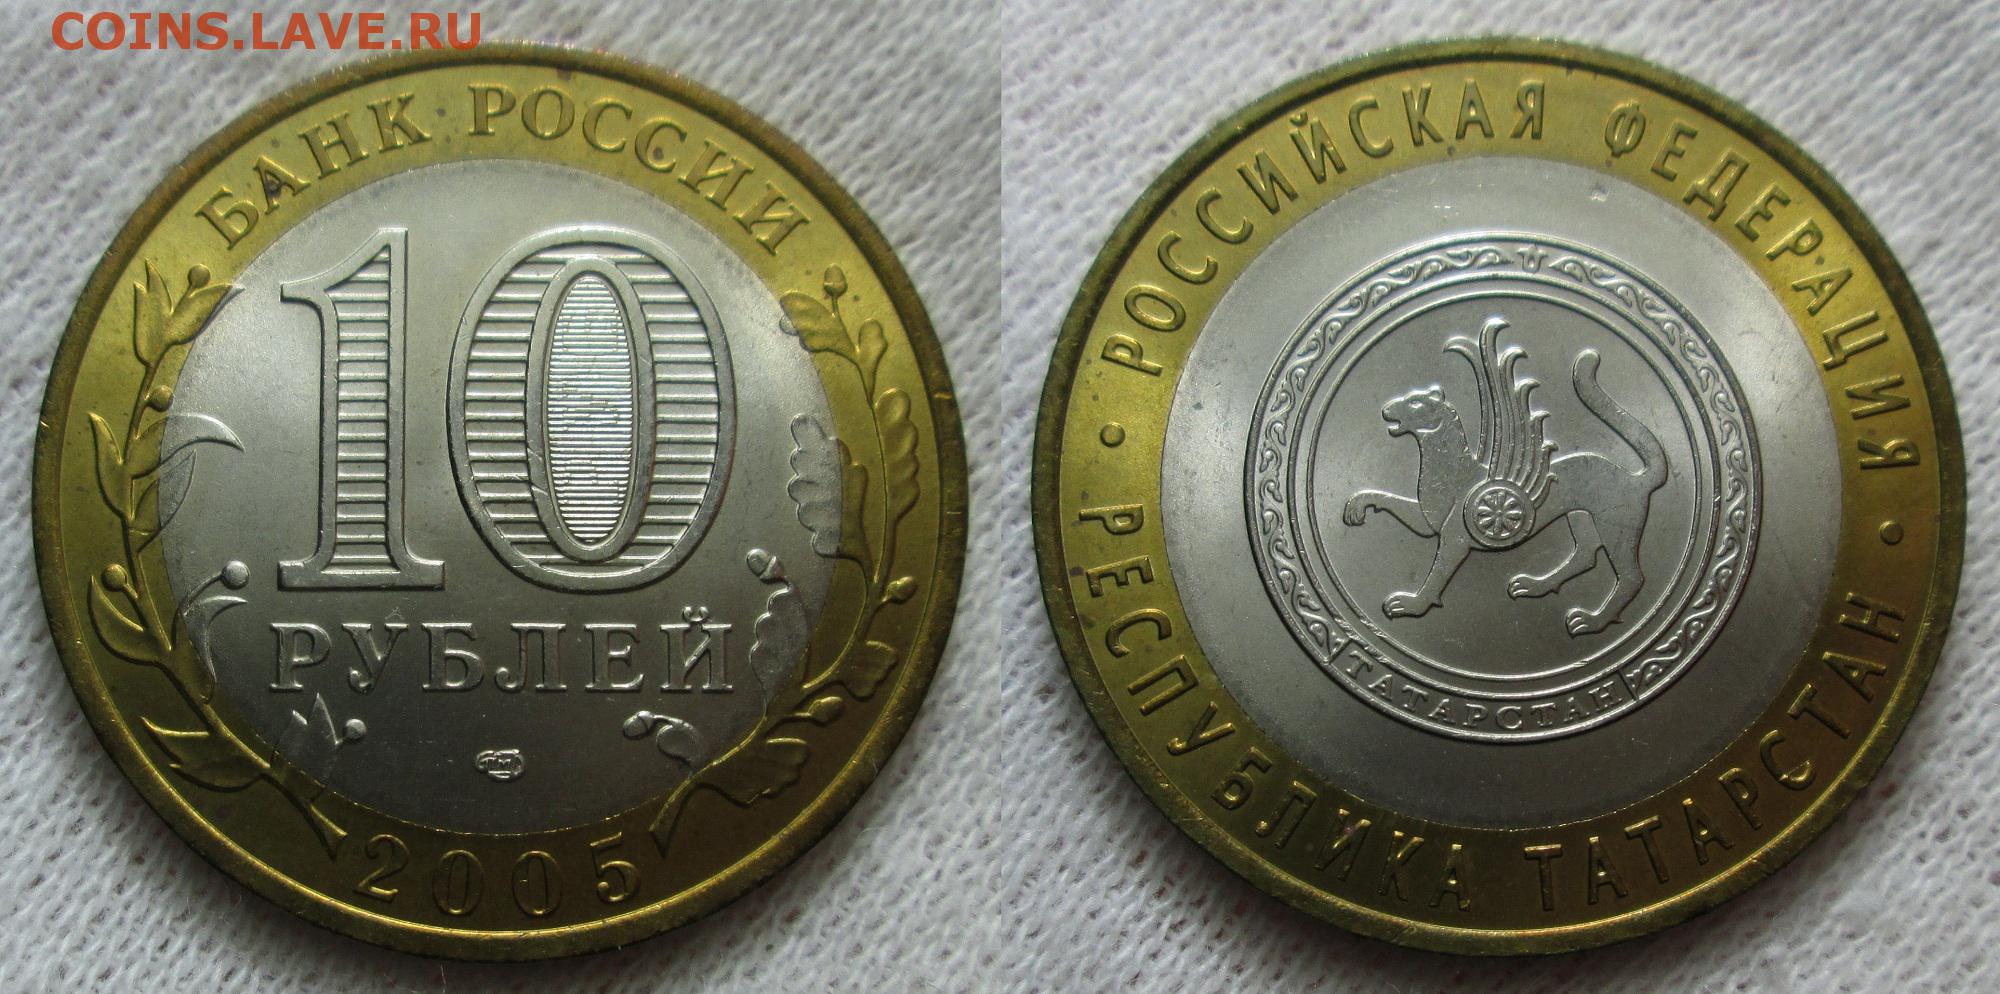 COINS.LAVE.RU
БАНК РОССИИ
10
РУБЛЕЙ
2005
• РОССИЙСКАЯ ФЕДЕРАЦИЯ •
РЕСПУБЛИКА ТАТАРСТАН
ТАТАРСТАН